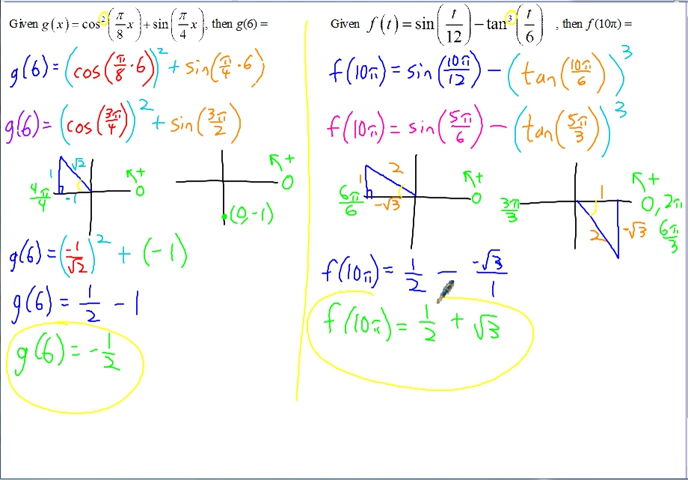 Given g(x) = cos²(π/8 x) + sin(π/4 x), then g(6) =
g(6) = (cos(π/8 · 6))² + sin(π/4 · 6)
g(6) = (cos(3π/4))² + sin(3π/2)
1 √2 + 4π/4 -1 0
+ 0 (0,-1)
g(6) = (-1/√2)² + (-1)
g(6) = 1/2 - 1
g(6) = -1/2
Given f(t) = sin(t/12) - tan³(t/6), then f(10π) =
f(10π) = sin(10π/12) - (tan(10π/6))³
f(10π) = sin(5π/6) - (tan(5π/3))³
1 2 + 6π/6 -√3 0
+ 3π/3 1 0, 2π 2 -√3 6π/3
f(10π) = 1/2 - -√3/1
f(10π) = 1/2 + √3